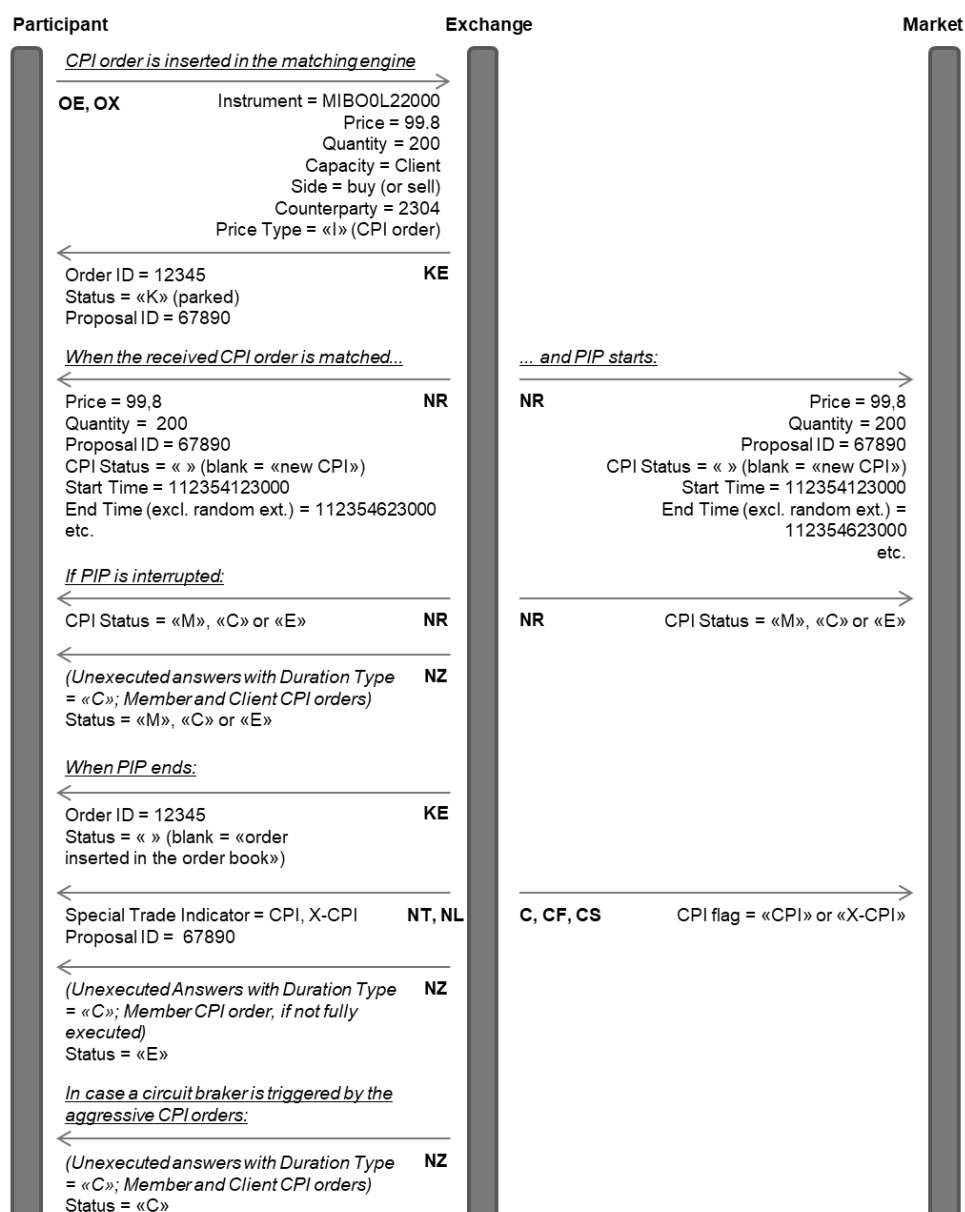 Participant
Exchange
Market
CPI order is inserted in the matching engine
OE, OX
Instrument = MIBO0L22000
Price = 99.8
Quantity = 200
Capacity = Client
Side = buy (or sell)
Counterparty = 2304
Price Type = «I» (CPI order)
Order ID = 12345
KE
Status = «K» (parked)
Proposal ID = 67890
When the received CPI order is matched...
... and PIP starts:
Price = 99,8
NR
Quantity = 200
Proposal ID = 67890
CPI Status = « » (blank = «new CPI»)
Start Time = 112354123000
End Time (excl. random ext.) = 112354623000
etc.
NR
Price = 99,8
Quantity = 200
Proposal ID = 67890
CPI Status = « » (blank = «new CPI»)
Start Time = 112354123000
End Time (excl. random ext.) =
112354623000
etc.
If PIP is interrupted:
CPI Status = «M», «C» or «E»
NR
NR
CPI Status = «M», «C» or «E»
(Unexecuted answers with Duration Type
NZ
= «C»; Member and Client CPI orders)
Status = «M», «C» or «E»
When PIP ends:
Order ID = 12345
KE
Status = « » (blank = «order
inserted in the order book»)
Special Trade Indicator = CPI, X-CPI
NT, NL
Proposal ID = 67890
C, CF, CS
CPI flag = «CPI» or «X-CPI»
(Unexecuted Answers with Duration Type
NZ
= «C»; Member CPI order, if not fully
executed)
Status = «E»
In case a circuit braker is triggered by the
aggressive CPI orders:
(Unexecuted answers with Duration Type
NZ
= «C»; Member and Client CPI orders)
Status = «C»